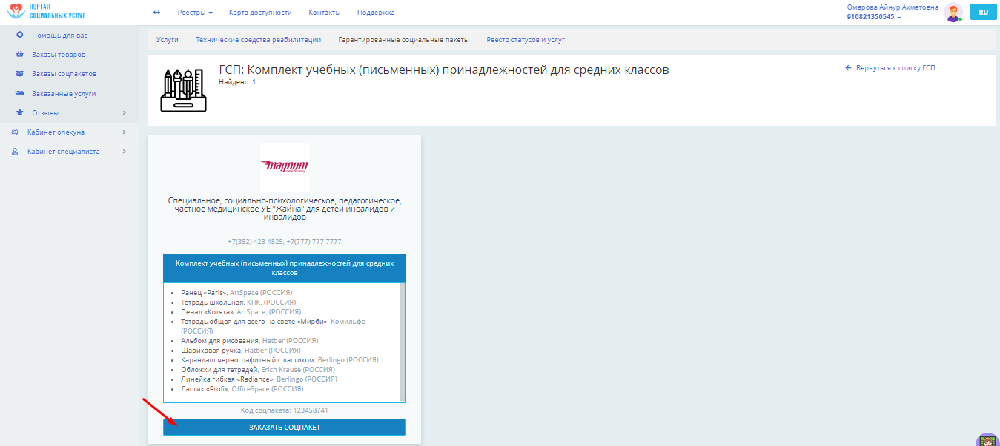 ПОРТАЛ
СОЦИАЛЬНЫХ УСЛУГ
Реестры
Карта доступности
Контакты
Поддержка
Омарова Айнур Ахметовна
910821350545
RU
Помощь для вас
Заказы товаров
Заказы соцпакетов
Заказанные услуги
Отзывы
Кабинет опекуна
Кабинет специалиста
Услуги
Технические средства реабилитации
Гарантированные социальные пакеты
Реестр статусов и услуг
ГСП: Комплект учебных (письменных) принадлежностей для средних классов
Найдено: 1
Вернуться к списку ГСП
magnum
Специальное, социально-психологическое, педагогическое,
частное медицинское УЕ "Жайна" для детей инвалидов и
инвалидов
+7(352) 423 4525, +7(777) 777 7777
Комплект учебных (письменных) принадлежностей для средних
классов
Ранец «Paris», ArtSpace (РОССИЯ)
Тетрадь школьная, КПК, (РОССИЯ)
Пенал «Котята», ArtSpace, (РОССИЯ)
Тетрадь общая для всего на свете «Мирби», Комильфо
(РОССИЯ)
Альбом для рисования, Hatber (РОССИЯ)
Шариковая ручка, Hatber (РОССИЯ)
Карандаш чернографитный с ластиком, Berlingo (РОССИЯ)
Обложки для тетрадей, Erich Krause (РОССИЯ)
Линейка гибкая «Radiance», Berlingo (РОССИЯ)
Ластик «Profi», OfficeSpace (РОССИЯ)
Код соцпакета: 123458741
ЗАКАЗАТЬ СОЦПАКЕТ